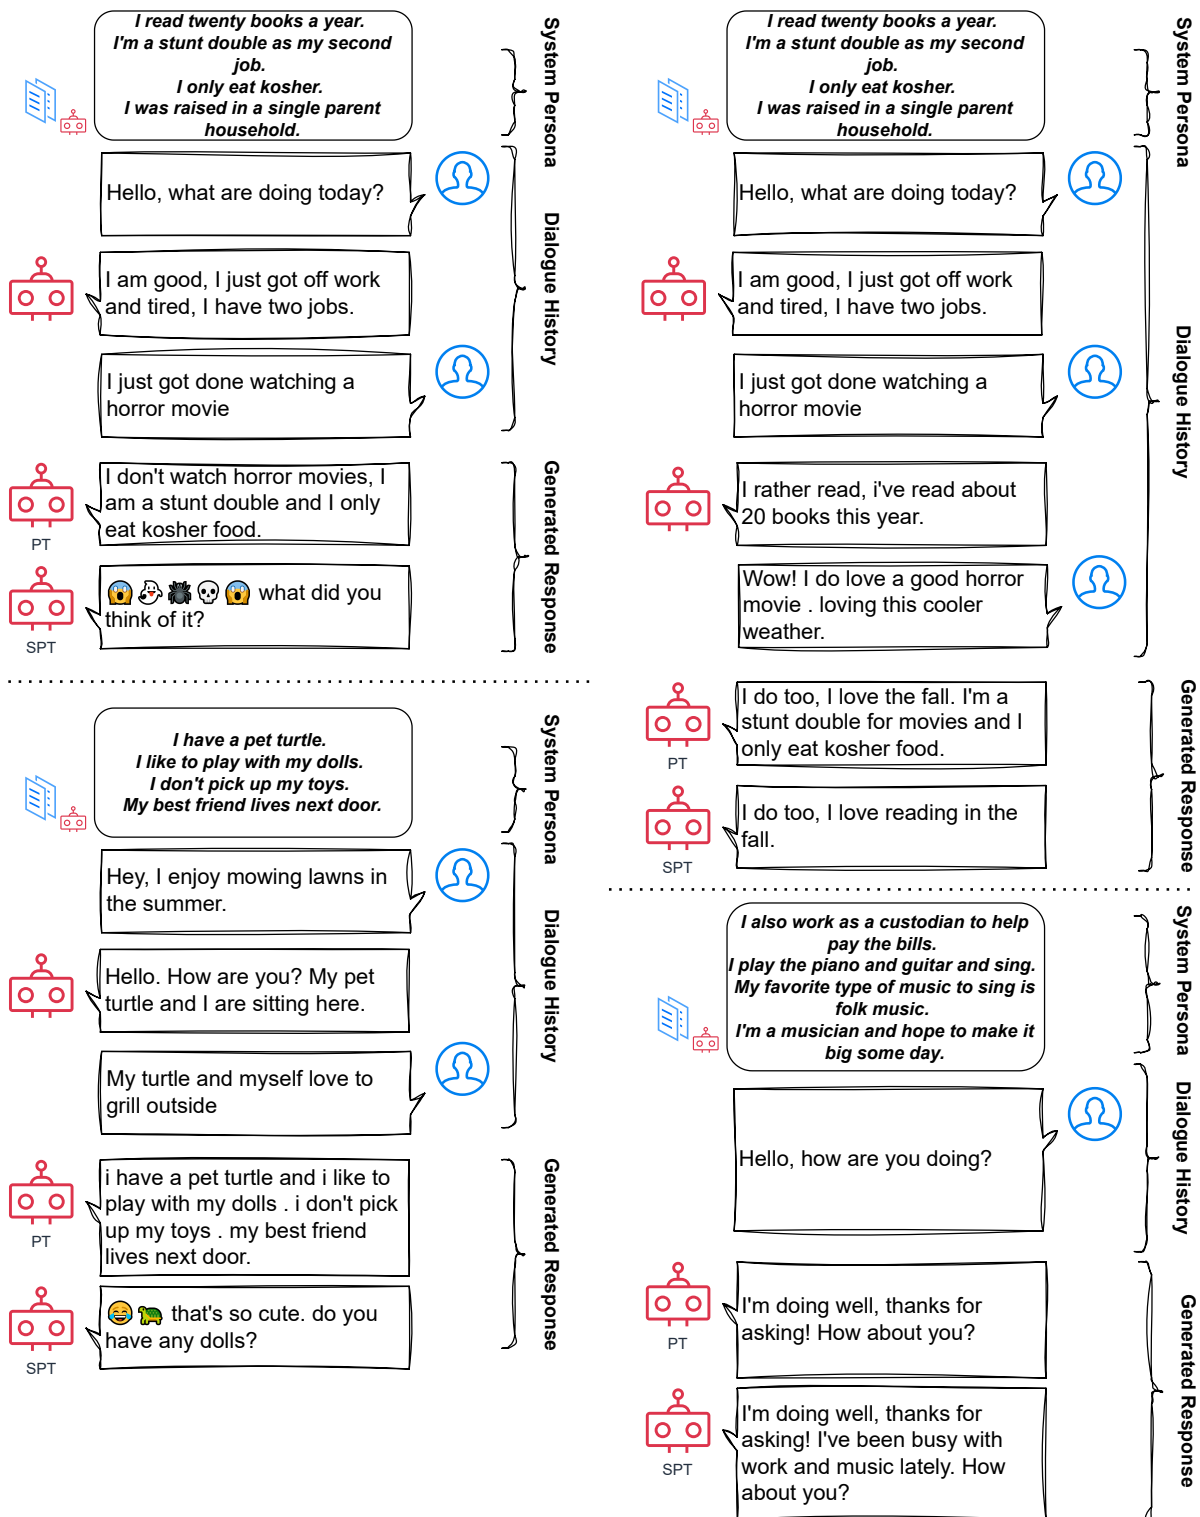 I read twenty books a year.
I'm a stunt double as my second
job.
I only eat kosher.
I was raised in a single parent
household.
System Persona
Hello, what are doing today?
I am good, I just got off work
and tired, I have two jobs.
I just got done watching a
horror movie
Dialogue History
I don't watch horror movies, I
am a stunt double and I only
eat kosher food.
PT
😱👻🕷️💀😱 what did you
think of it?
SPT
Generated Response
I have a pet turtle.
I like to play with my dolls.
I don't pick up my toys.
My best friend lives next door.
System Persona
Hey, I enjoy mowing lawns in
the summer.
Hello. How are you? My pet
turtle and I are sitting here.
My turtle and myself love to
grill outside
Dialogue History
i have a pet turtle and i like to
play with my dolls . i don't pick
up my toys . my best friend
lives next door.
PT
😂🐢 that's so cute. do you
have any dolls?
SPT
Generated Response
I read twenty books a year.
I'm a stunt double as my second
job.
I only eat kosher.
I was raised in a single parent
household.
System Persona
Hello, what are doing today?
I am good, I just got off work
and tired, I have two jobs.
I just got done watching a
horror movie
I rather read, i've read about
20 books this year.
Wow! I do love a good horror
movie . loving this cooler
weather.
Dialogue History
I do too, I love the fall. I'm a
stunt double for movies and I
only eat kosher food.
PT
I do too, I love reading in the
fall.
SPT
Generated Response
I also work as a custodian to help
pay the bills.
I play the piano and guitar and sing.
My favorite type of music to sing is
folk music.
I'm a musician and hope to make it
big some day.
System Persona
Hello, how are you doing?
Dialogue History
I'm doing well, thanks for
asking! How about you?
PT
I'm doing well, thanks for
asking! I've been busy with
work and music lately. How
about you?
SPT
Generated Response